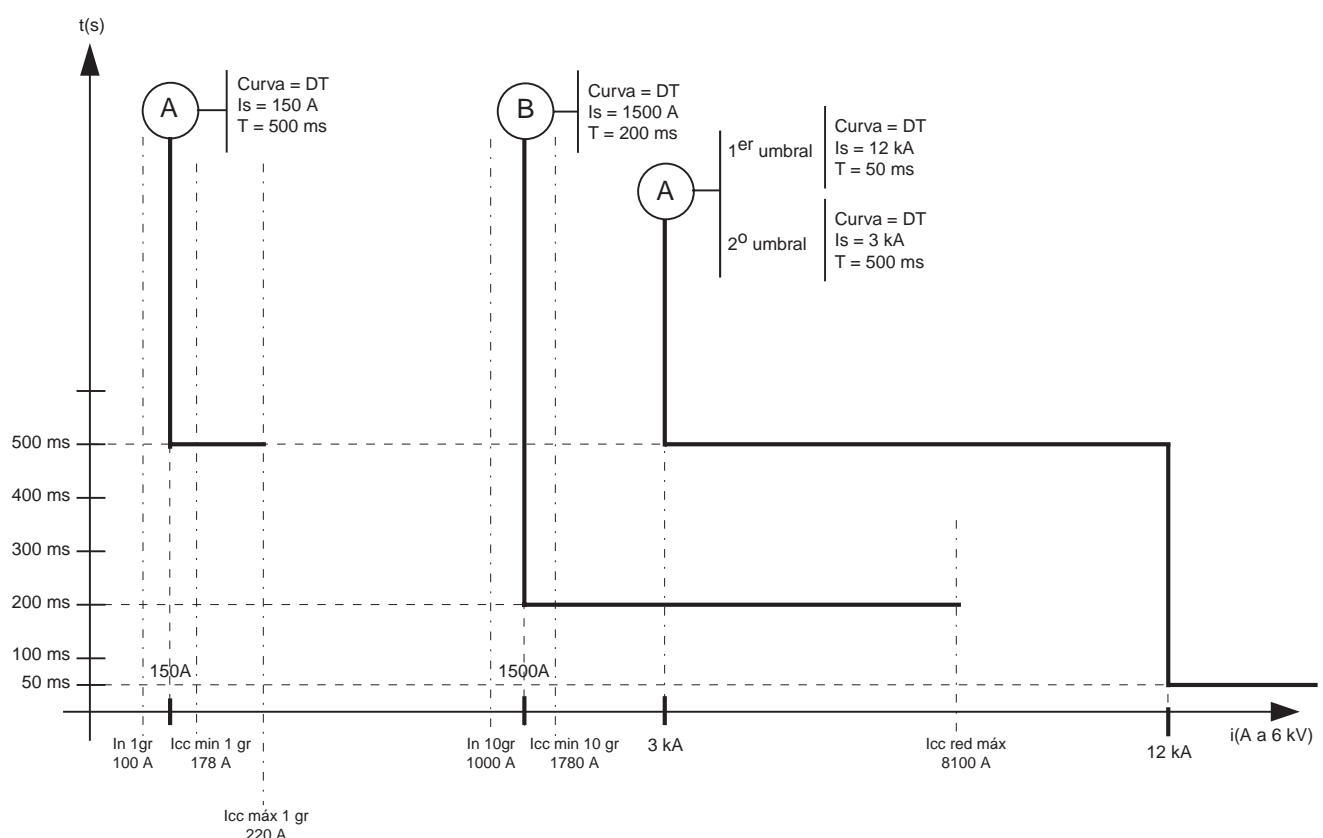 t(s)
A
Curva = DT
Is = 150 A
T = 500 ms
B
Curva = DT
Is = 1500 A
T = 200 ms
A
1er umbral
Curva = DT
Is = 12 kA
T = 50 ms
2o umbral
Curva = DT
Is = 3 kA
T = 500 ms
500 ms
400 ms
300 ms
200 ms
100 ms
50 ms
150A
1500A
In 1gr
100 A
Icc min 1 gr
178 A
In 10gr
1000 A
Icc min 10 gr
1780 A
3 kA
Icc red máx
8100 A
12 kA
i(A a 6 kV)
Icc máx 1 gr
220 A